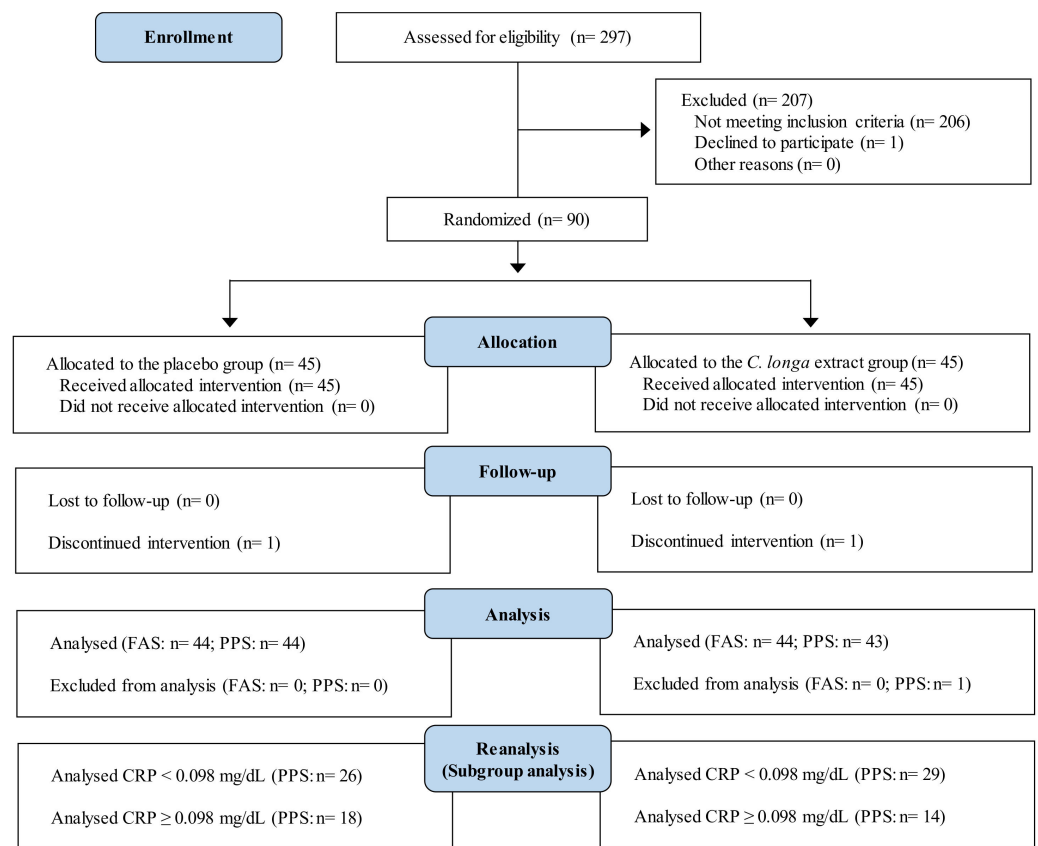 Enrollment
Assessed for eligibility (n= 297)
Excluded (n= 207)
Not meeting inclusion criteria (n= 206)
Declined to participate (n= 1)
Other reasons (n= 0)
Randomized (n= 90)
Allocation
Allocated to the placebo group (n= 45)
Received allocated intervention (n= 45)
Did not receive allocated intervention (n= 0)
Allocated to the C. longa extract group (n= 45)
Received allocated intervention (n= 45)
Did not receive allocated intervention (n= 0)
Follow-up
Lost to follow-up (n= 0)
Discontinued intervention (n= 1)
Lost to follow-up (n= 0)
Discontinued intervention (n= 1)
Analysis
Analysed (FAS: n= 44; PPS: n= 44)
Excluded from analysis (FAS: n= 0; PPS: n= 0)
Analysed (FAS: n= 44; PPS: n= 43)
Excluded from analysis (FAS: n= 0; PPS: n= 1)
Reanalysis
(Subgroup analysis)
Analysed CRP < 0.098 mg/dL (PPS: n= 26)
Analysed CRP ≥ 0.098 mg/dL (PPS: n= 18)
Analysed CRP < 0.098 mg/dL (PPS: n= 29)
Analysed CRP ≥ 0.098 mg/dL (PPS: n= 14)